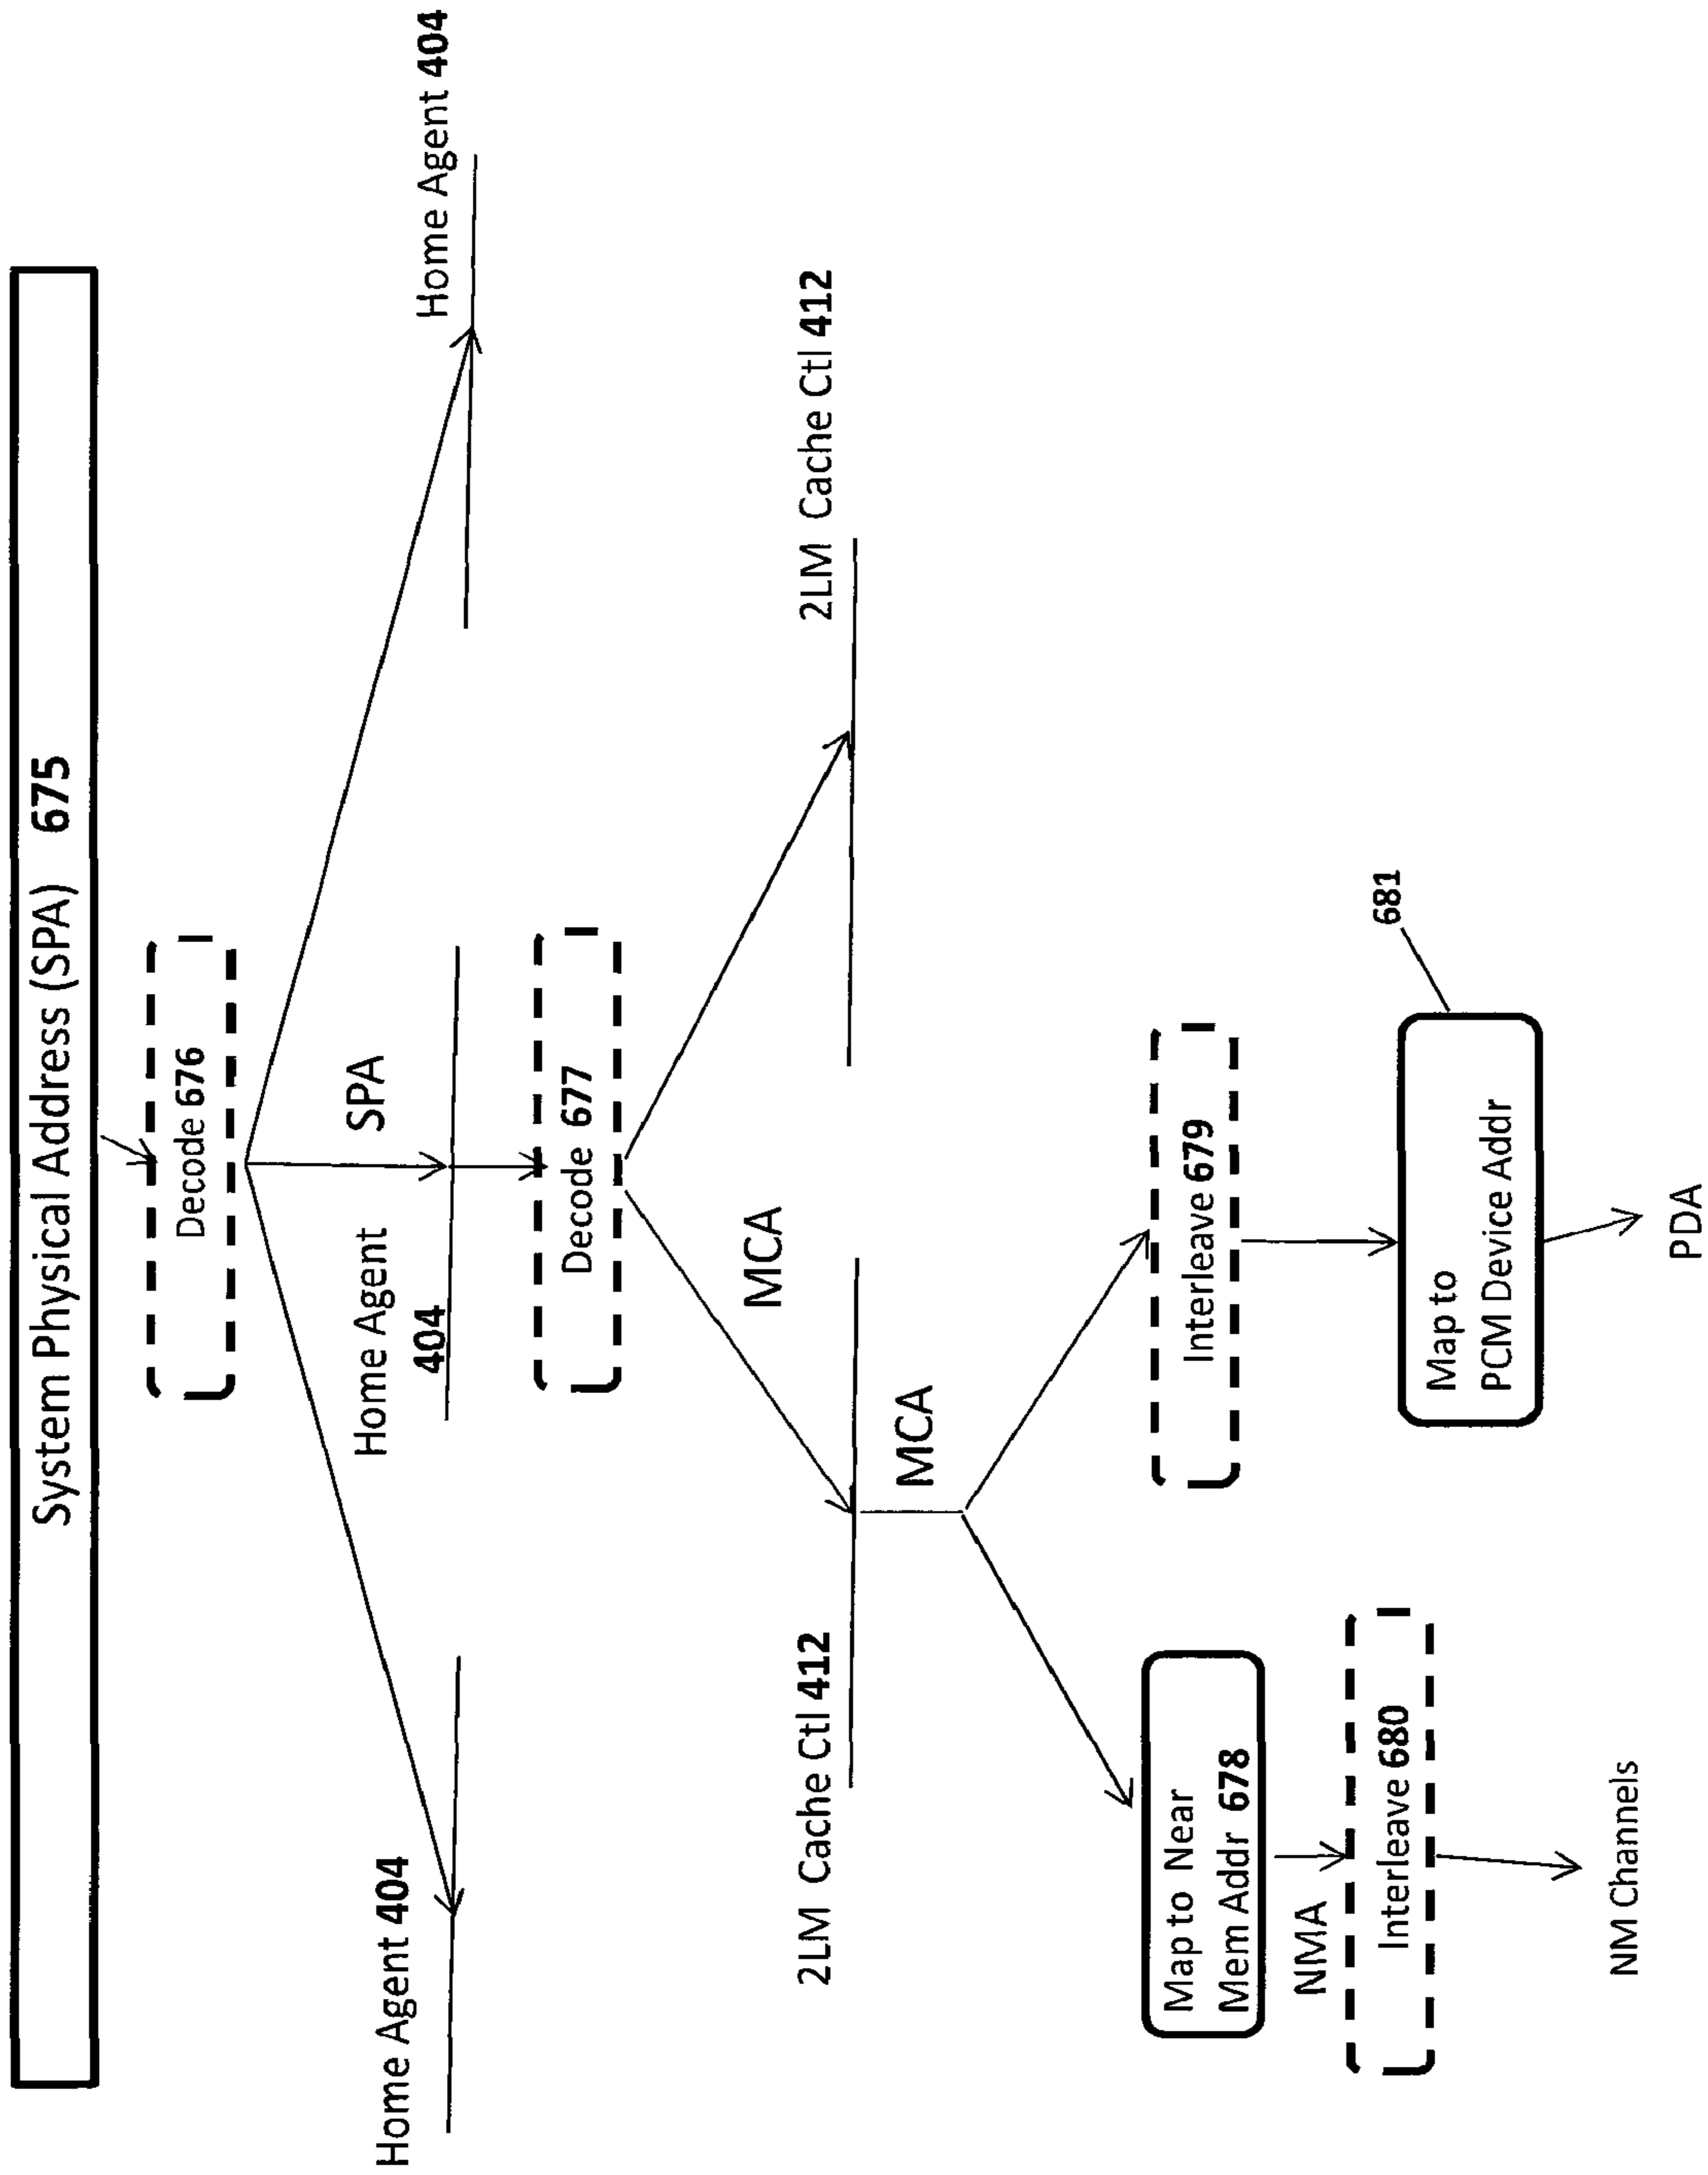 System Physical Address (SPA) 675
Decode 676
Home Agent 404
Home Agent
404
SPA
Home Agent 404
Decode 677
MCA
2LM Cache Ctl 412
2LM Cache Ctl 412
MCA
Map to Near
Mem Addr 678
Interleave 679
NMA
Interleave 680
NM Channels
681
Map to
PCM Device Addr
PDA